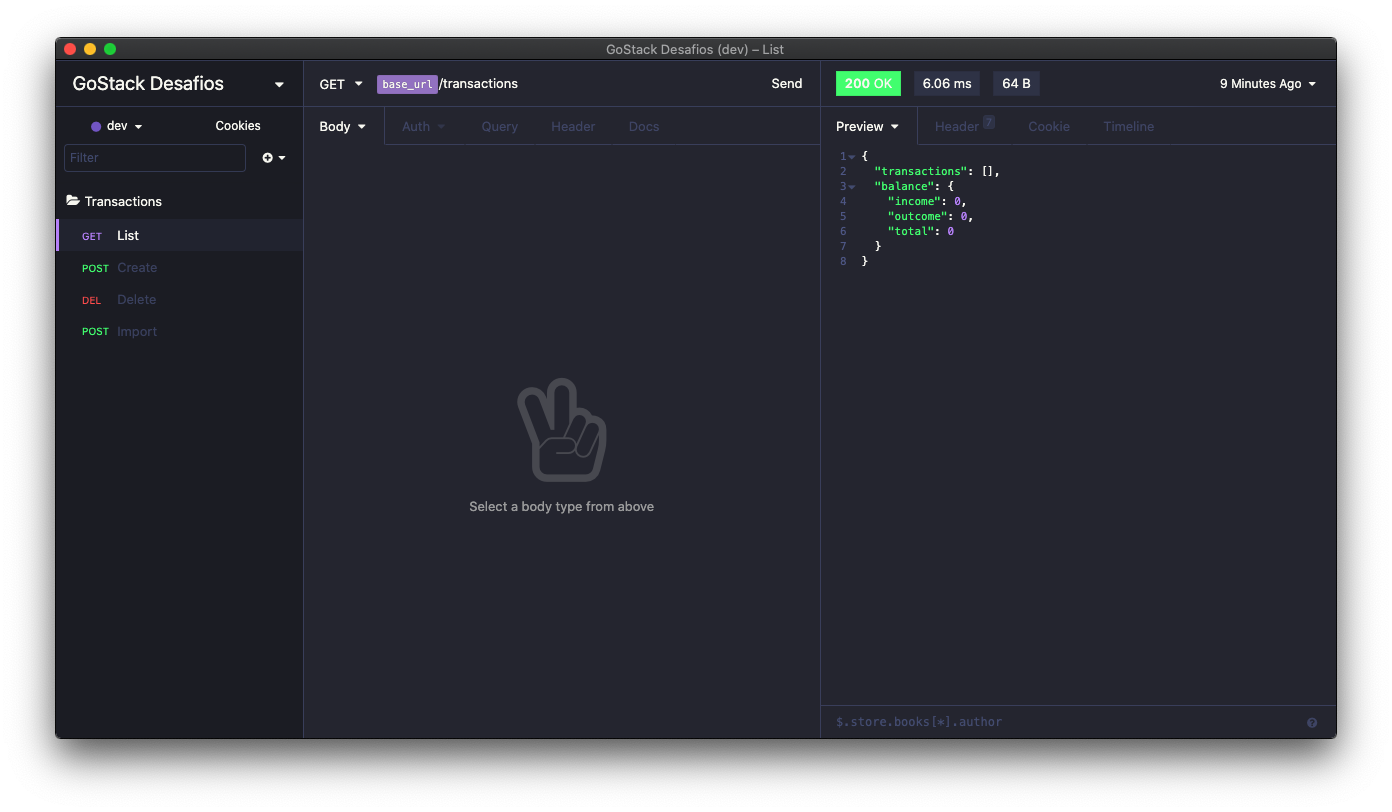 GoStack Desafios (dev) – List
GoStack Desafios
dev
Cookies
Filter
Transactions
GET List
POST Create
DEL Delete
POST Import
GET base_url/transactions Send
Body Auth Query Header Docs
Select a body type from above
200 OK 6.06 ms 64 B 9 Minutes Ago
Preview Header 7 Cookie Timeline
1 {
2 "transactions": [],
3 "balance": {
4 "income": 0,
5 "outcome": 0,
6 "total": 0
7 }
8 }
$.store.books[*].author
?